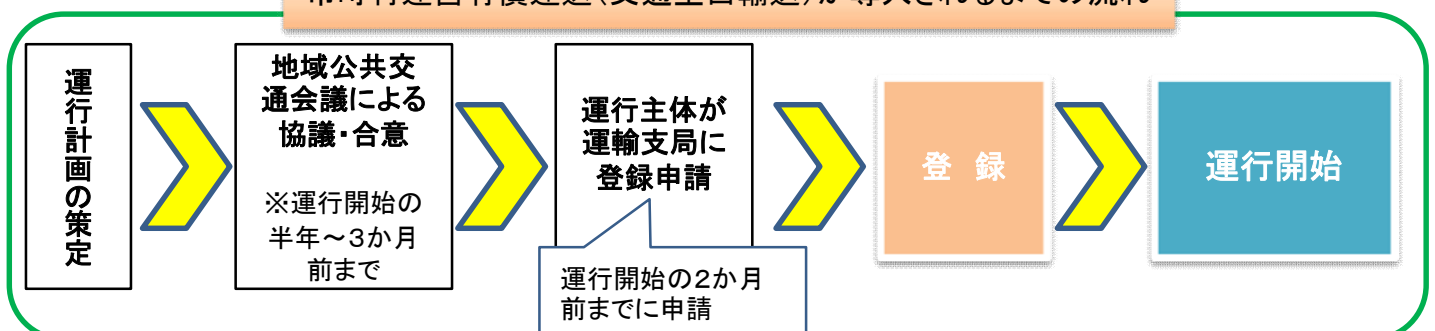 運行計画の策定
地域公共交
通会議による
協議・合意
※運行開始の
半年～3か月
前まで
運行主体が
運輸支局に
登録申請
運行開始の2か月
前までに申請
登 録
運行開始